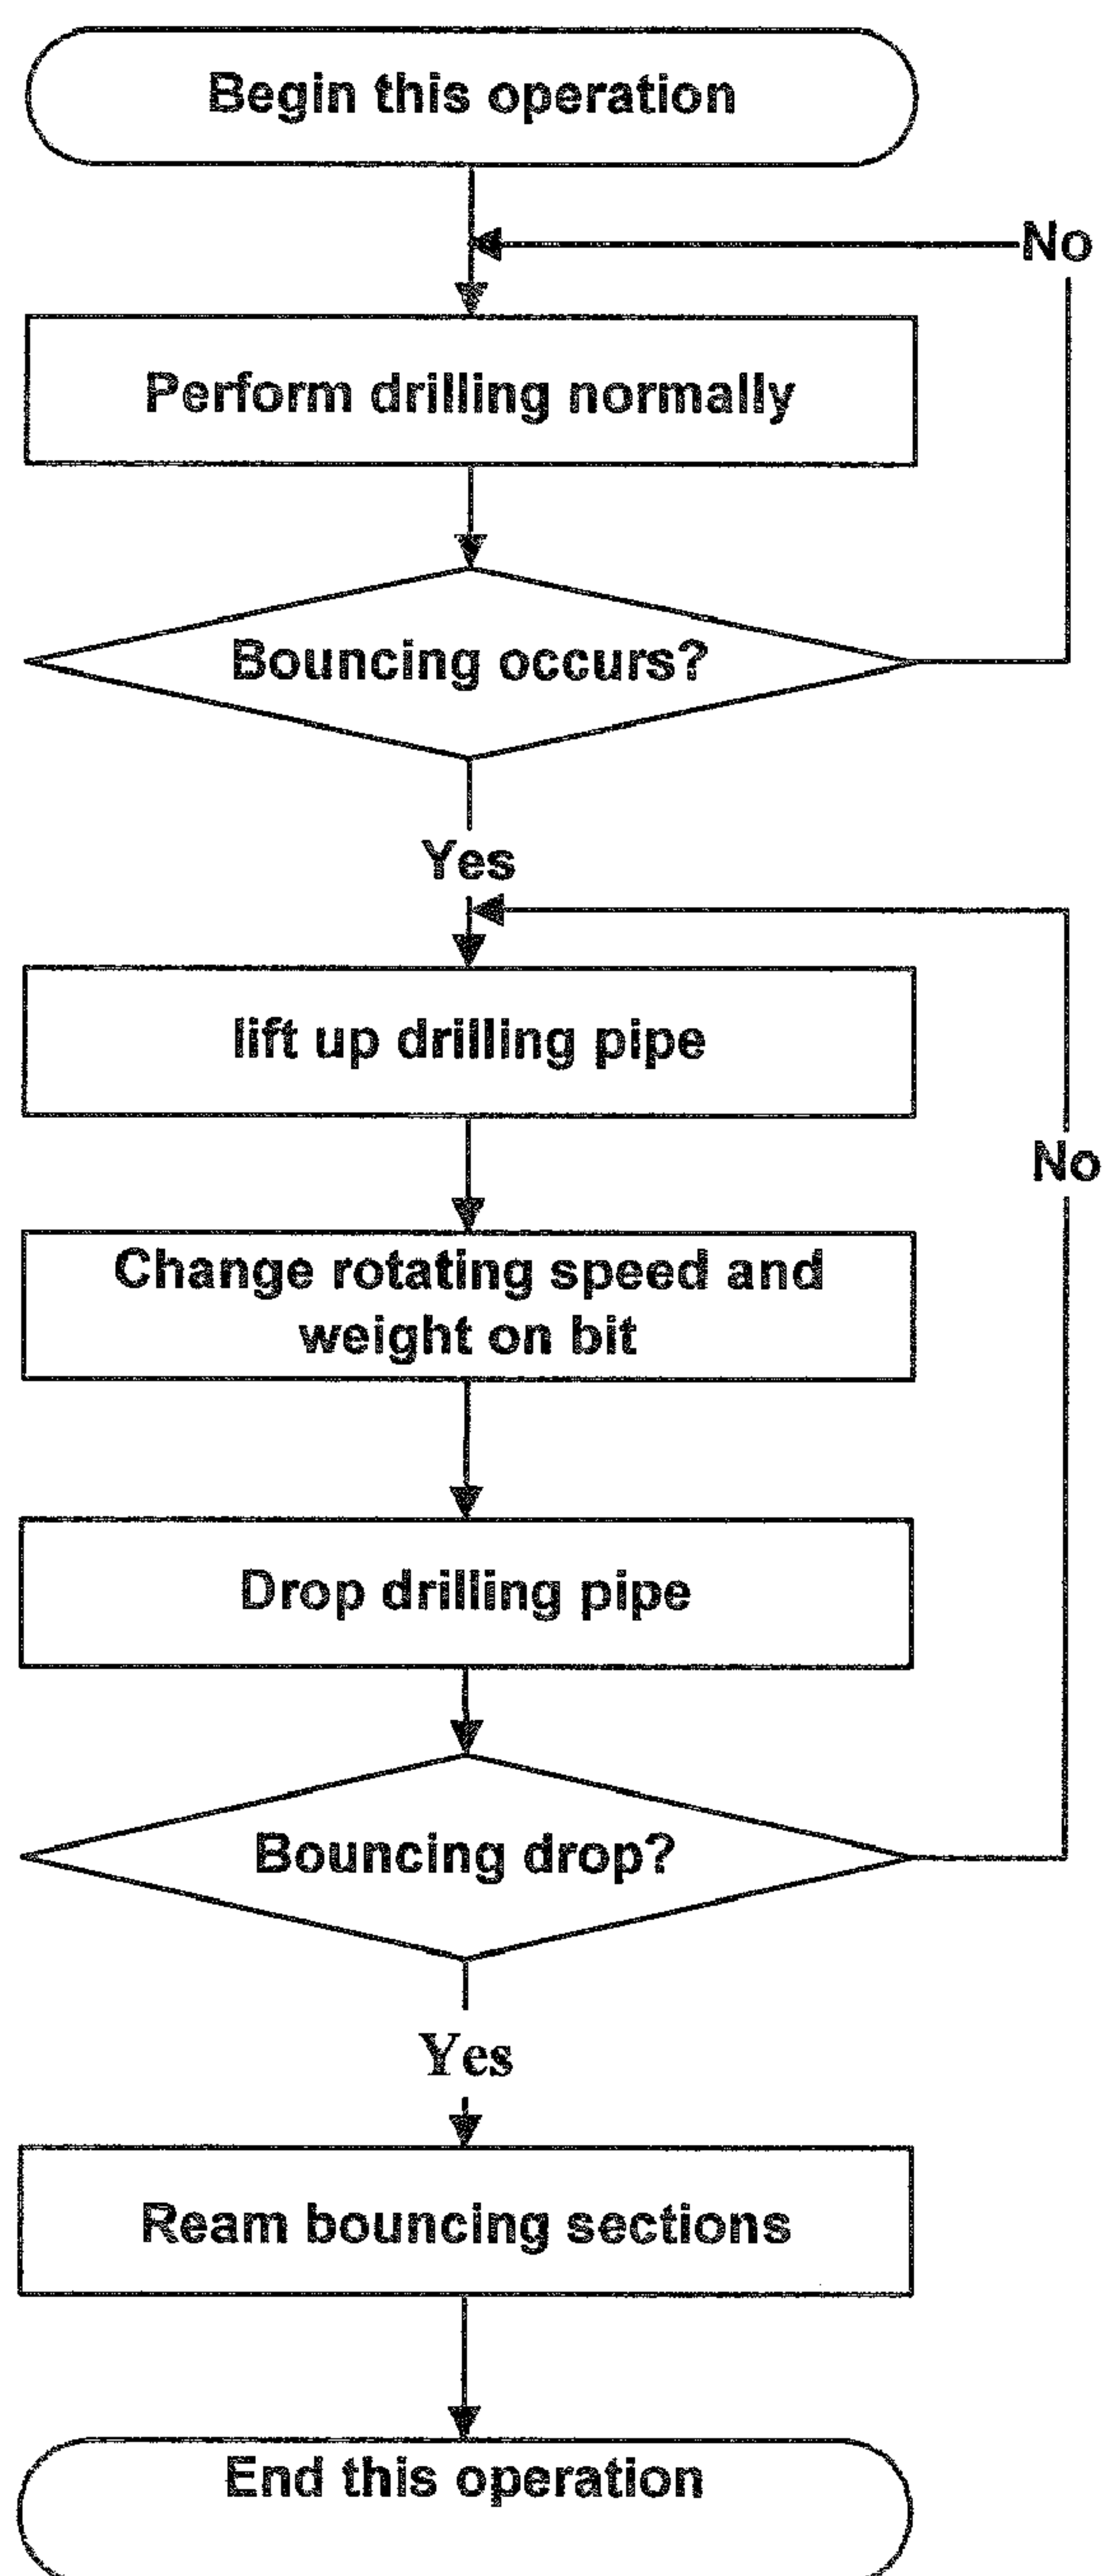 Begin this operation
No
Perform drilling normally
Bouncing occurs?
Yes
lift up drilling pipe
No
Change rotating speed and
weight on bit
Drop drilling pipe
Bouncing drop?
Yes
Ream bouncing sections
End this operation